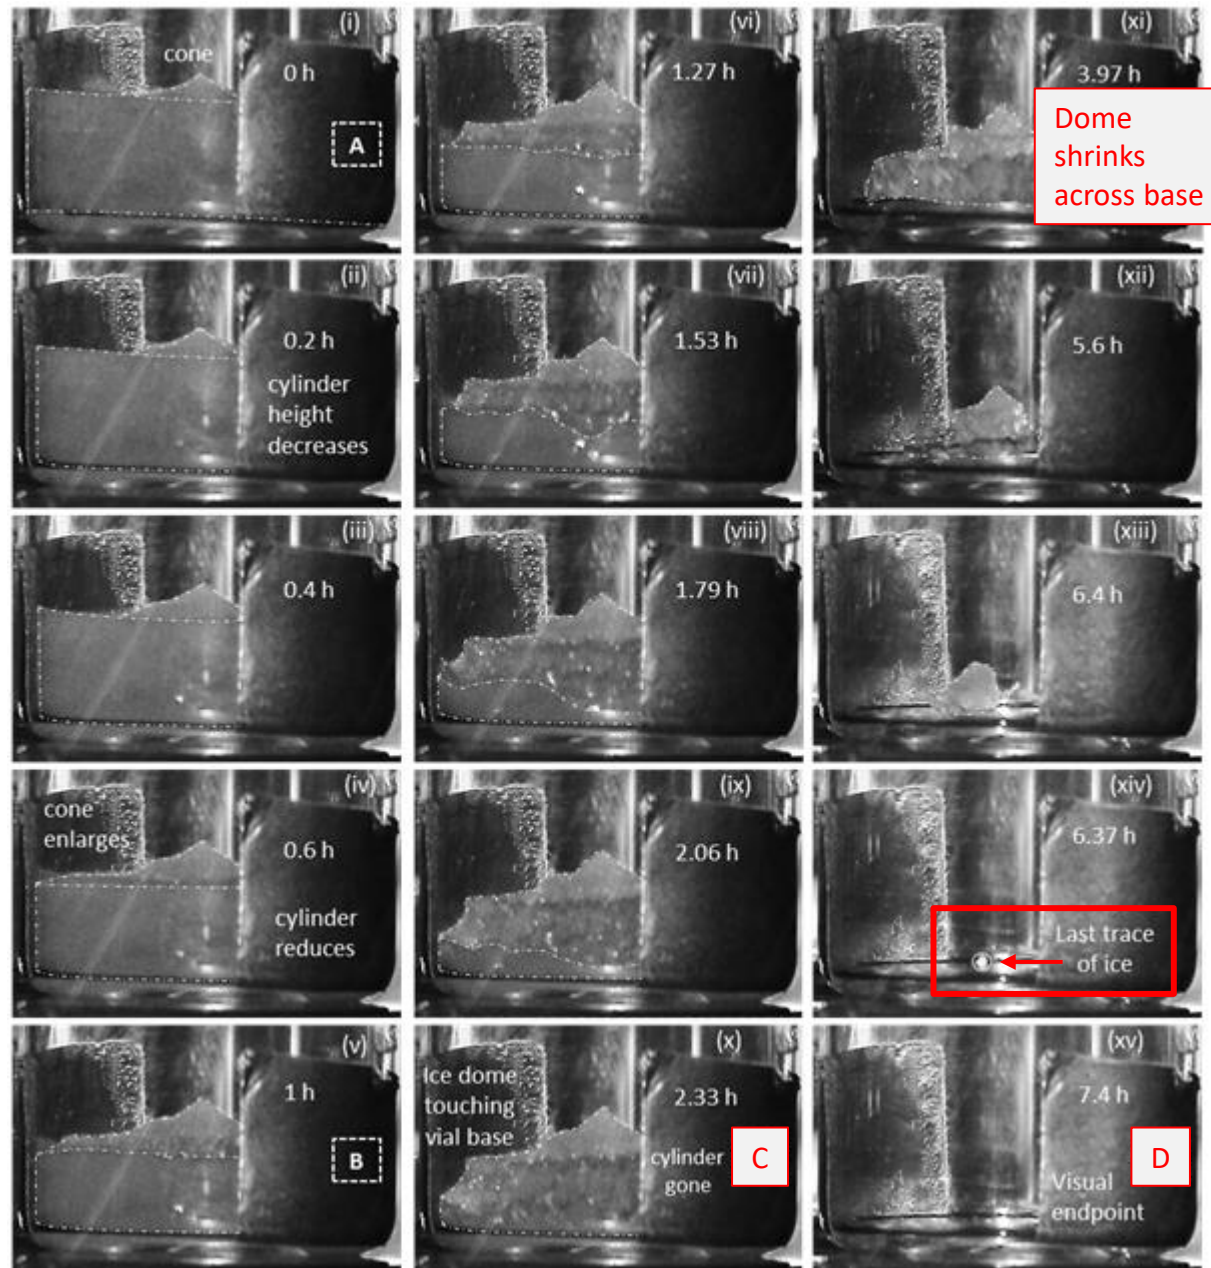 (i)
cone
0 h
A
(ii)
0.2 h
cylinder
height
decreases
(iii)
0.4 h
(iv)
cone
enlarges
0.6 h
cylinder
reduces
(v)
1 h
B
(vi)
1.27 h
(vii)
1.53 h
(viii)
1.79 h
(ix)
2.06 h
(x)
Ice dome
touching
vial base
2.33 h
cylinder
gone
C
(xi)
3.97 h
Dome
shrinks
across base
(xii)
5.6 h
(xiii)
6.4 h
(xiv)
6.37 h
Last trace
of ice
(xv)
7.4 h
D
Visual
endpoint